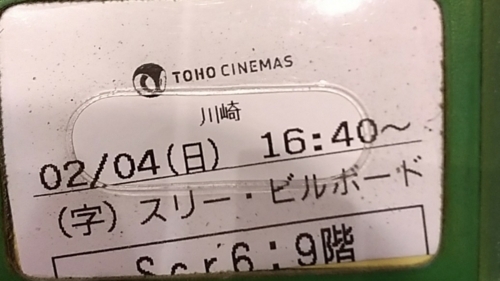 TOHO CINEMAS
川崎
02/04(日) 16:40~
(字) スリー・ビルボード
Scr6:9階